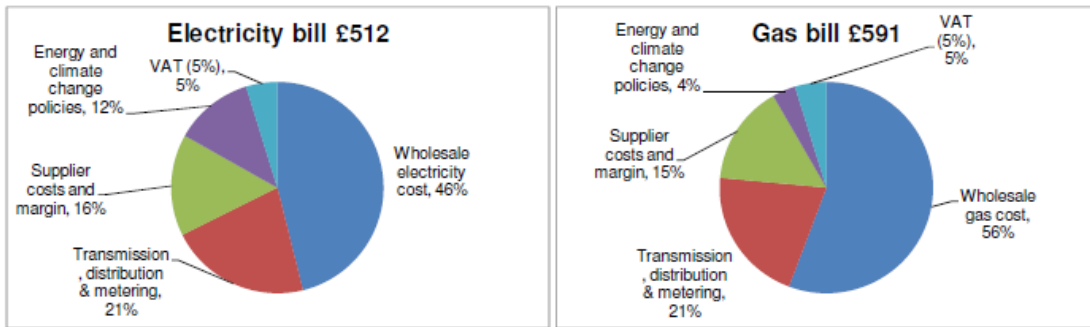 Electricity bill £512
Energy and
climate
change
policies, 12%
VAT (5%),
5%
Wholesale
electricity
cost, 46%
Supplier
costs and
margin, 16%
Transmission
, distribution
& metering,
21%
Gas bill £591
Energy and
climate
change
policies, 4%
VAT
(5%),
5%
Supplier
costs and
margin, 15%
Wholesale
gas cost,
56%
Transmission
, distribution
& metering,
21%